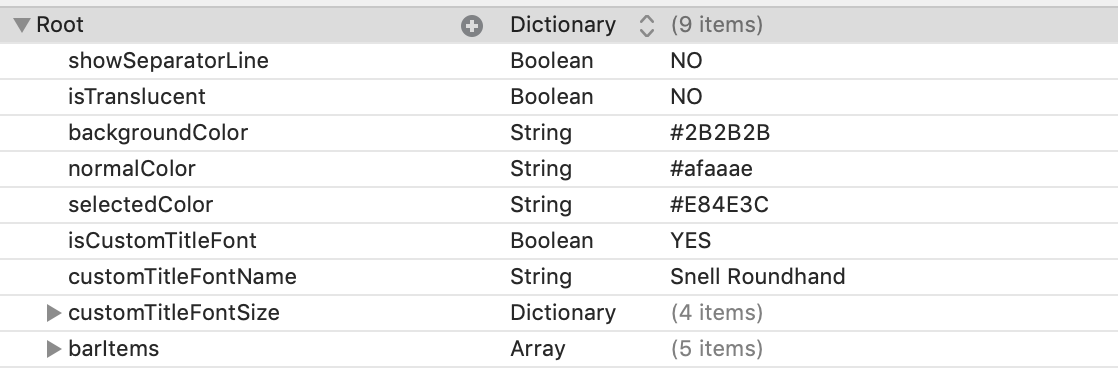 Root Dictionary (9 items)
showSeparatorLine Boolean NO
isTranslucent Boolean NO
backgroundColor String #2B2B2B
normalColor String #afaaae
selectedColor String #E84E3C
isCustomTitleFont Boolean YES
customTitleFontName String Snell Roundhand
customTitleFontSize Dictionary (4 items)
barItems Array (5 items)